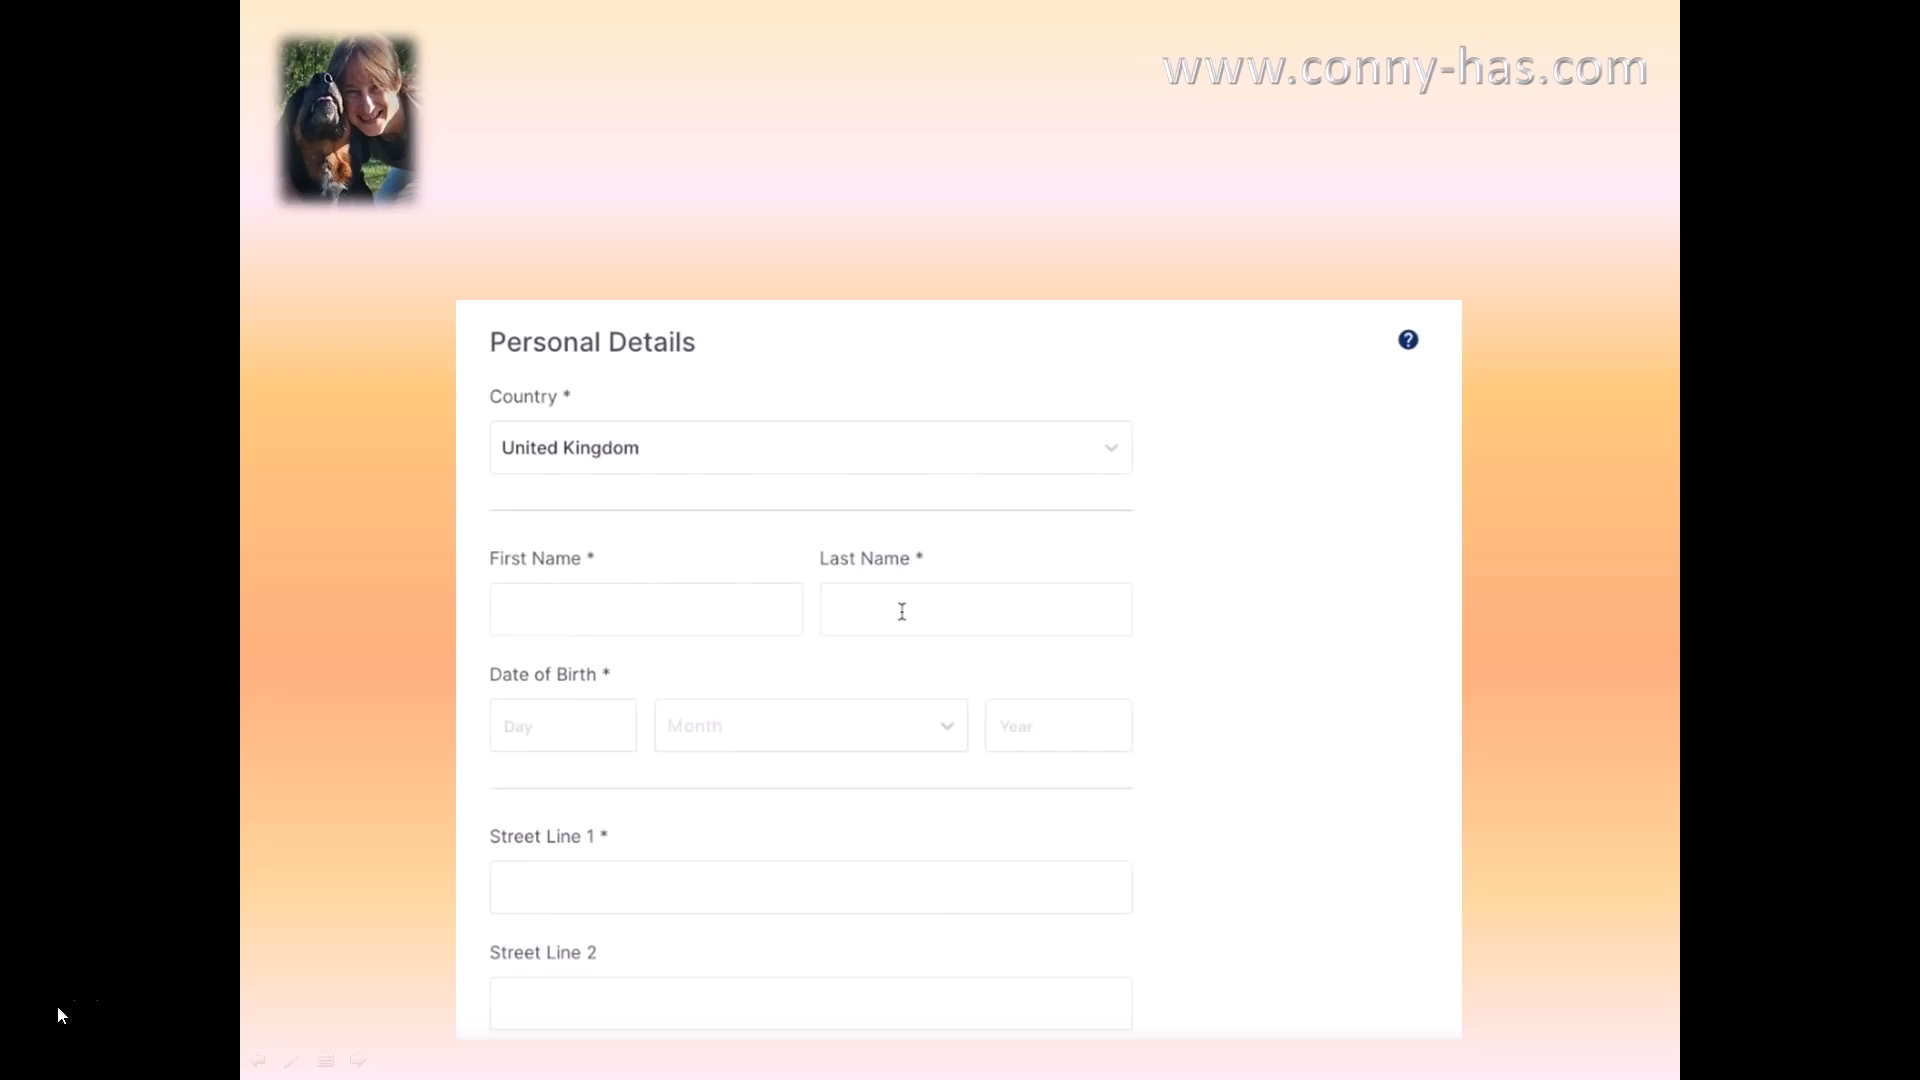 www.conny-has.com
Personal Details
?
Country *
United Kingdom
First Name * Last Name *
Date of Birth *
Day Month Year
Street Line 1 *
Street Line 2